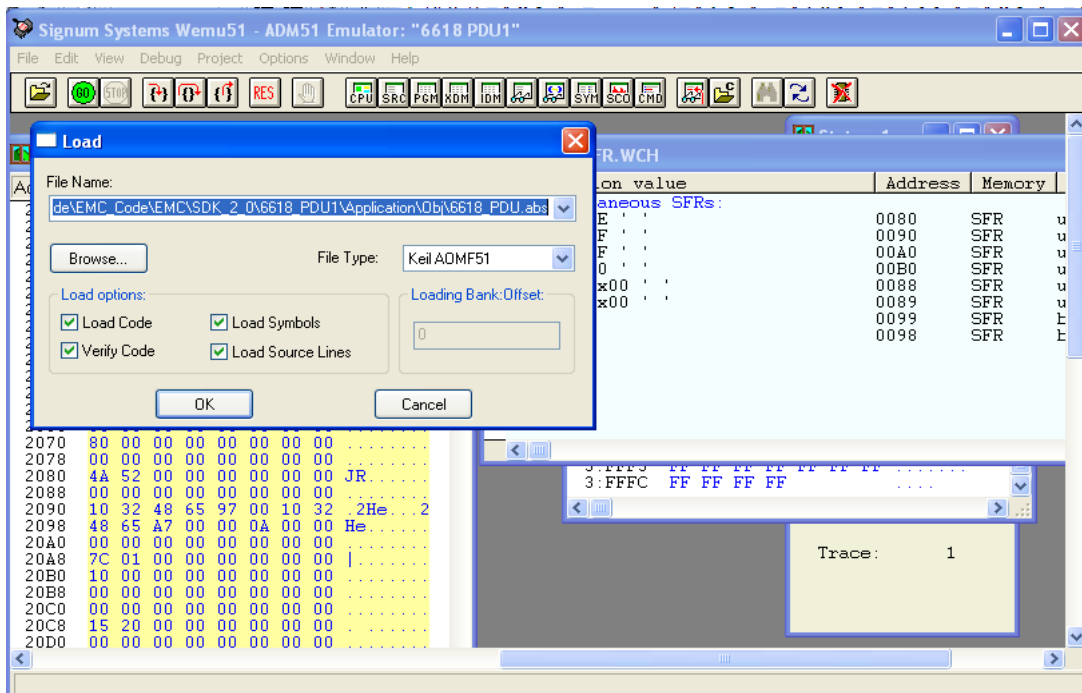 Signum Systems Wemu51 - ADM51 Emulator: "6618 PDU1"
File Edit View Debug Project Options Window Help
GO STOP RES CPU SRC PGM XDM IDM SYM SCO CMD
Load
FR.WCH
File Name:
de\EMC_Code\EMC\SDK_2_0\6618_PDU1\Application\Obj\6618_PDU.abs
Browse...
File Type:
Keil AOMF51
Load options:
Load Code
Load Symbols
Verify Code
Load Source Lines
Loading Bank:Offset:
0
OK
Cancel
ion value Address Memory
aneous SFRs:
E ' ' 0080 SFR u
F ' ' 0090 SFR u
F ' ' 00A0 SFR u
0 ' ' 00B0 SFR u
x00 ' ' 0088 SFR u
x00 ' ' 0089 SFR u
0099 SFR
0098 SFR
2070 80 00 00 00 00 00 00 00 ........
2078 00 00 00 00 00 00 00 00 ........
2080 4A 52 00 00 00 00 00 00 JR......
2088 00 00 00 00 00 00 00 00 ........
2090 10 32 48 65 97 00 10 32 .2He...2
2098 48 65 A7 00 00 0A 00 00 He......
20A0 00 00 00 00 00 00 00 00 ........
20A8 7C 01 00 00 00 00 00 00 |.......
20B0 10 00 00 00 00 00 00 00 ........
20B8 00 00 00 00 00 00 00 00 ........
20C0 00 00 00 00 00 00 00 00 ........
20C8 15 20 00 00 00 00 00 00 . ......
20D0 00 00 00 00 00 00 00 00 ........
3:FFFC FF FF FF FF ....
Trace: 1